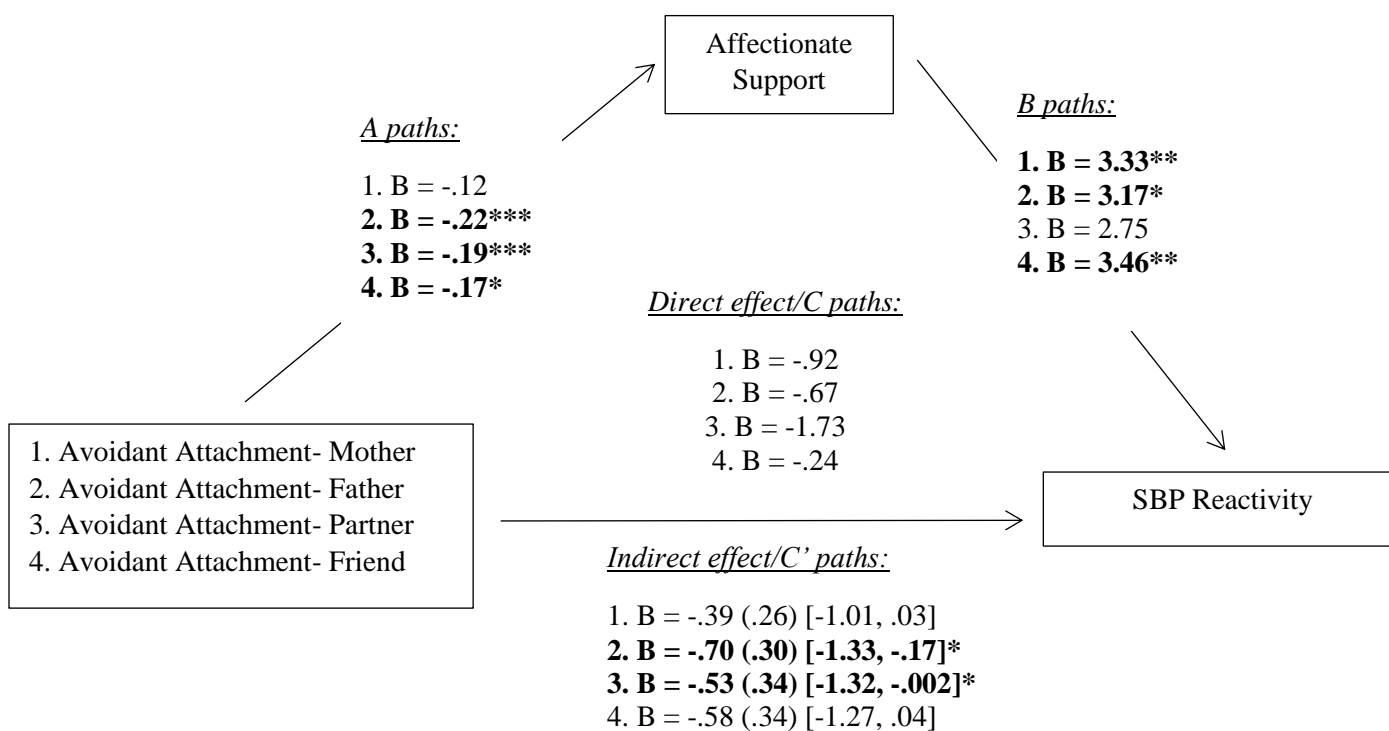 Affectionate
Support
A paths:
1. B = -.12
2. B = -.22***
3. B = -.19***
4. B = -.17*
B paths:
1. B = 3.33**
2. B = 3.17*
3. B = 2.75
4. B = 3.46**
Direct effect/C paths:
1. B = -.92
2. B = -.67
3. B = -1.73
4. B = -.24
1. Avoidant Attachment- Mother
2. Avoidant Attachment- Father
3. Avoidant Attachment- Partner
4. Avoidant Attachment- Friend
SBP Reactivity
Indirect effect/C’ paths:
1. B = -.39 (.26) [-1.01, .03]
2. B = -.70 (.30) [-1.33, -.17]*
3. B = -.53 (.34) [-1.32, -.002]*
4. B = -.58 (.34) [-1.27, .04]